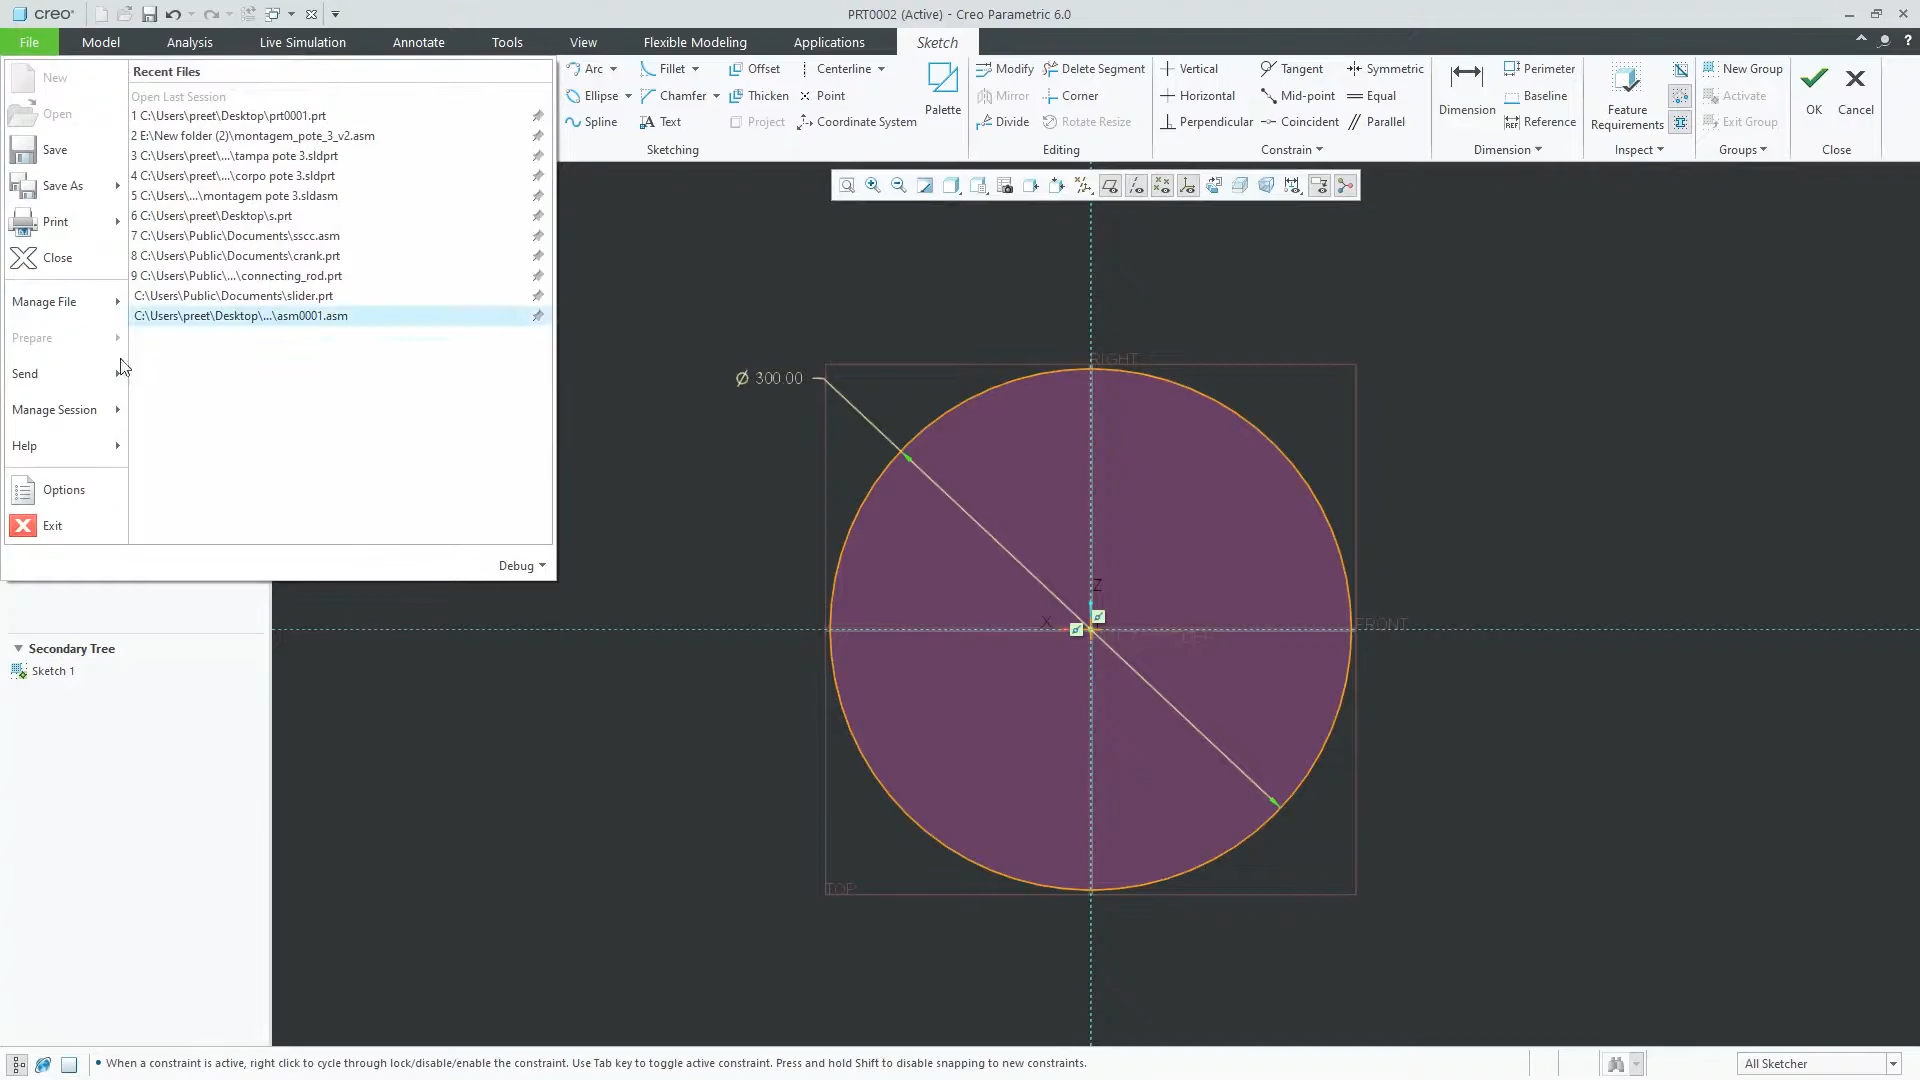 creo
PRT0002 (Active) - Creo Parametric 6.0
File
Model
Analysis
Live Simulation
Annotate
Tools
View
Flexible Modeling
Applications
Sketch
New
Open
Save
Save As
Print
Close
Manage File
Prepare
Send
Manage Session
Help
Options
Exit
Recent Files
Open Last Session
1 C:\Users\preet\Desktop\prt0001.prt
2 E:\New folder (2)\montagem_pote_3_v2.asm
3 C:\Users\preet\...\tampa pote 3.sldprt
4 C:\Users\preet\...\corpo pote 3.sldprt
5 C:\Users\...\montagem pote 3.sldasm
6 C:\Users\preet\Desktop\s.prt
7 C:\Users\Public\Documents\sscc.asm
8 C:\Users\Public\Documents\crank.prt
9 C:\Users\Public\...\connecting_rod.prt
C:\Users\Public\Documents\slider.prt
C:\Users\preet\Desktop\...\asm0001.asm
Debug
Arc
Fillet
Offset
Centerline
Ellipse
Chamfer
Thicken
Point
Spline
Text
Project
Coordinate System
Palette
Sketching
Modify
Delete Segment
Mirror
Corner
Divide
Rotate Resize
Editing
Vertical
Tangent
Symmetric
Horizontal
Mid-point
Equal
Perpendicular
Coincident
Parallel
Constrain
Dimension
Perimeter
Baseline
Reference
Dimension
Feature
Requirements
Inspect
New Group
Activate
Exit Group
Groups
OK
Cancel
Close
RIGHT
Ø 300.00
Z
X
FRONT
TOP
Secondary Tree
Sketch 1
• When a constraint is active, right click to cycle through lock/disable/enable the constraint. Use Tab key to toggle active constraint. Press and hold Shift to disable snapping to new constraints.
All Sketcher